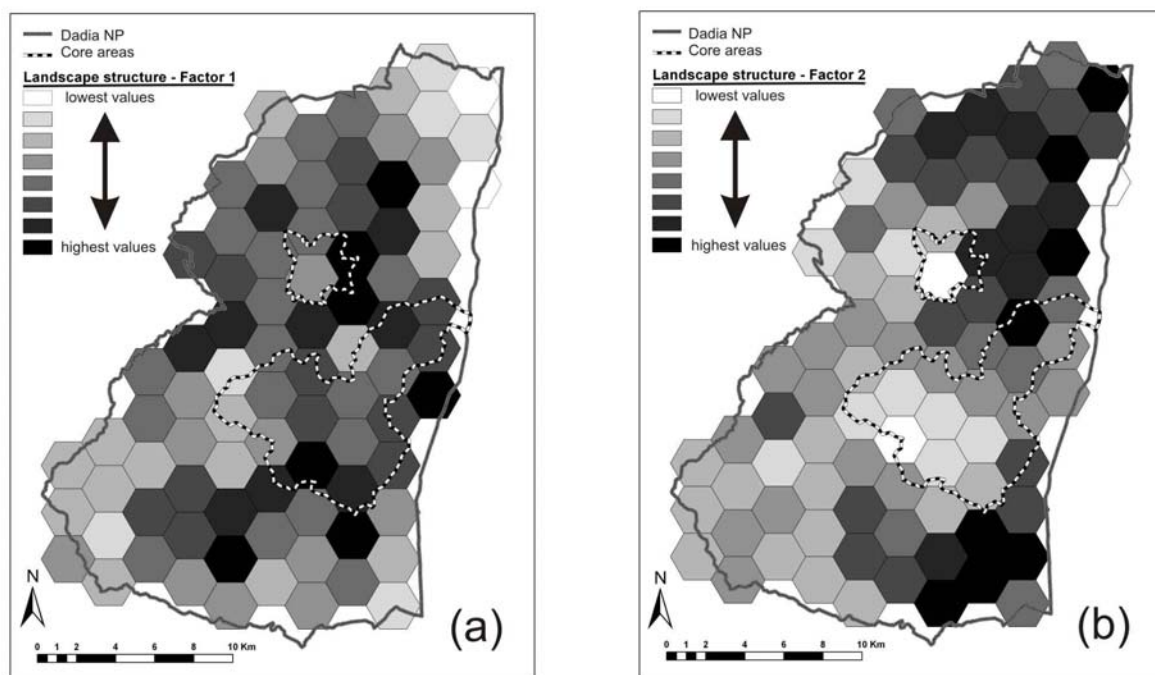 Dadia NP
Core areas
Landscape structure - Factor 1
lowest values
highest values
N
0 1 2 4 6 8 10 Km
(a)
Dadia NP
Core areas
Landscape structure - Factor 2
lowest values
highest values
N
0 1 2 4 6 8 10 Km
(b)